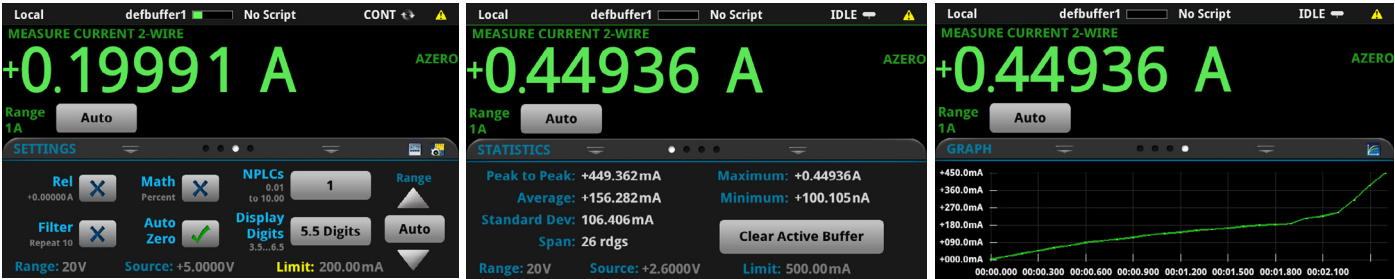 Local defbuffer1 No Script CONT
MEASURE CURRENT 2-WIRE
+0.19991 A
AZERO
Range
1A
Auto
SETTINGS
Rel
+0.00000 A
Math
Percent
NPLCs
0.01
to 10.00
1
Range
Filter
Repeat 10
Auto
Zero
Display
Digits
3.5...6.5
5.5 Digits
Auto
Range: 20V Source: +5.0000V Limit: 200.00mA
Local defbuffer1 No Script IDLE
MEASURE CURRENT 2-WIRE
+0.44936 A
AZERO
Range
1A
Auto
STATISTICS
Peak to Peak: +449.362mA Maximum: +0.44936A
Average: +156.282mA Minimum: +100.105nA
Standard Dev: 106.406mA
Span: 26 rdgs
Clear Active Buffer
Range: 20V Source: +2.6000V Limit: 500.00mA
Local defbuffer1 No Script IDLE
MEASURE CURRENT 2-WIRE
+0.44936 A
AZERO
Range
1A
Auto
GRAPH
+450.0mA
+360.0mA
+270.0mA
+180.0mA
+090.0mA
+000.0mA
00:00.000 00:00.300 00:00.600 00:00.900 00:01.200 00:01.500 00:01.800 00:02.100